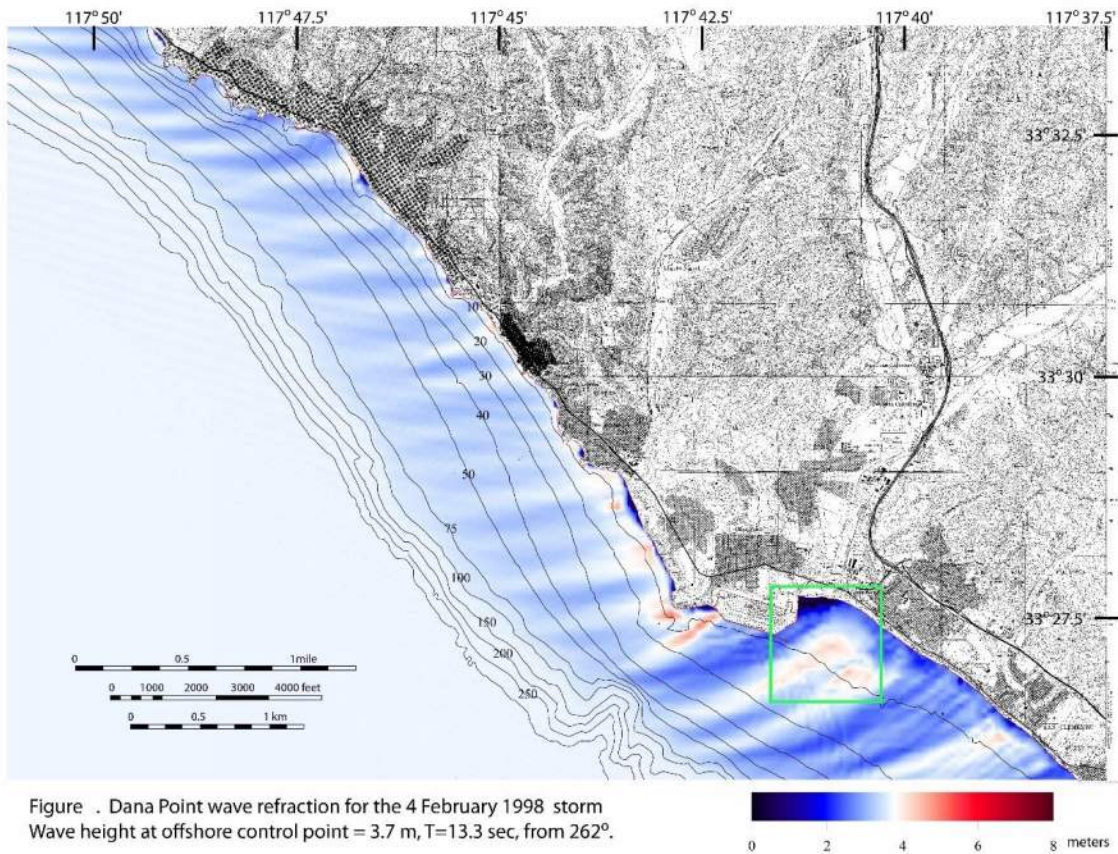 117° 50' 117° 47.5' 117° 45' 117° 42.5' 117° 40' 117° 37.5'
33° 32.5'
10
20
30
33° 30'
40
50
75
100
150
200
250
33° 27.5'
0 0.5 1mile
0 1000 2000 3000 4000 feet
0 0.5 1 km
Figure . Dana Point wave refraction for the 4 February 1998 storm
Wave height at offshore control point = 3.7 m, T=13.3 sec, from 262°.
0 2 4 6 8 meters